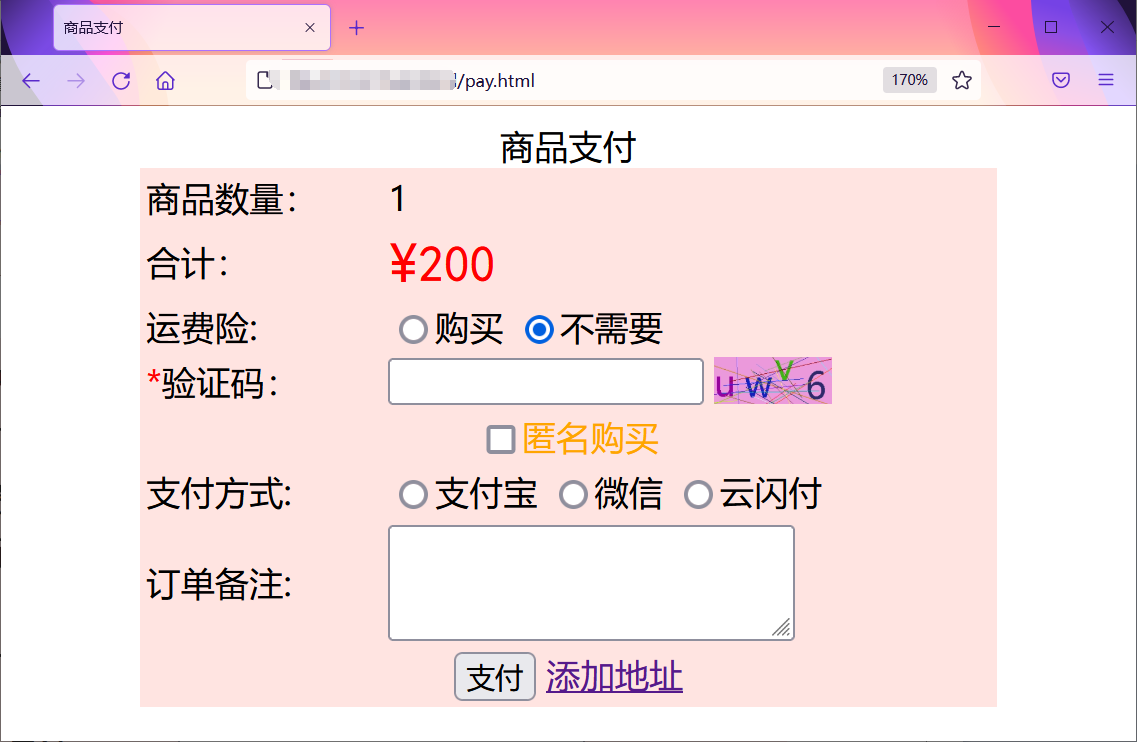 商品支付
/pay.html
170%
商品支付
商品数量： 1
合计： ¥200
运费险: 购买 不需要
*验证码： uwv6
匿名购买
支付方式: 支付宝 微信 云闪付
订单备注:
支付 添加地址